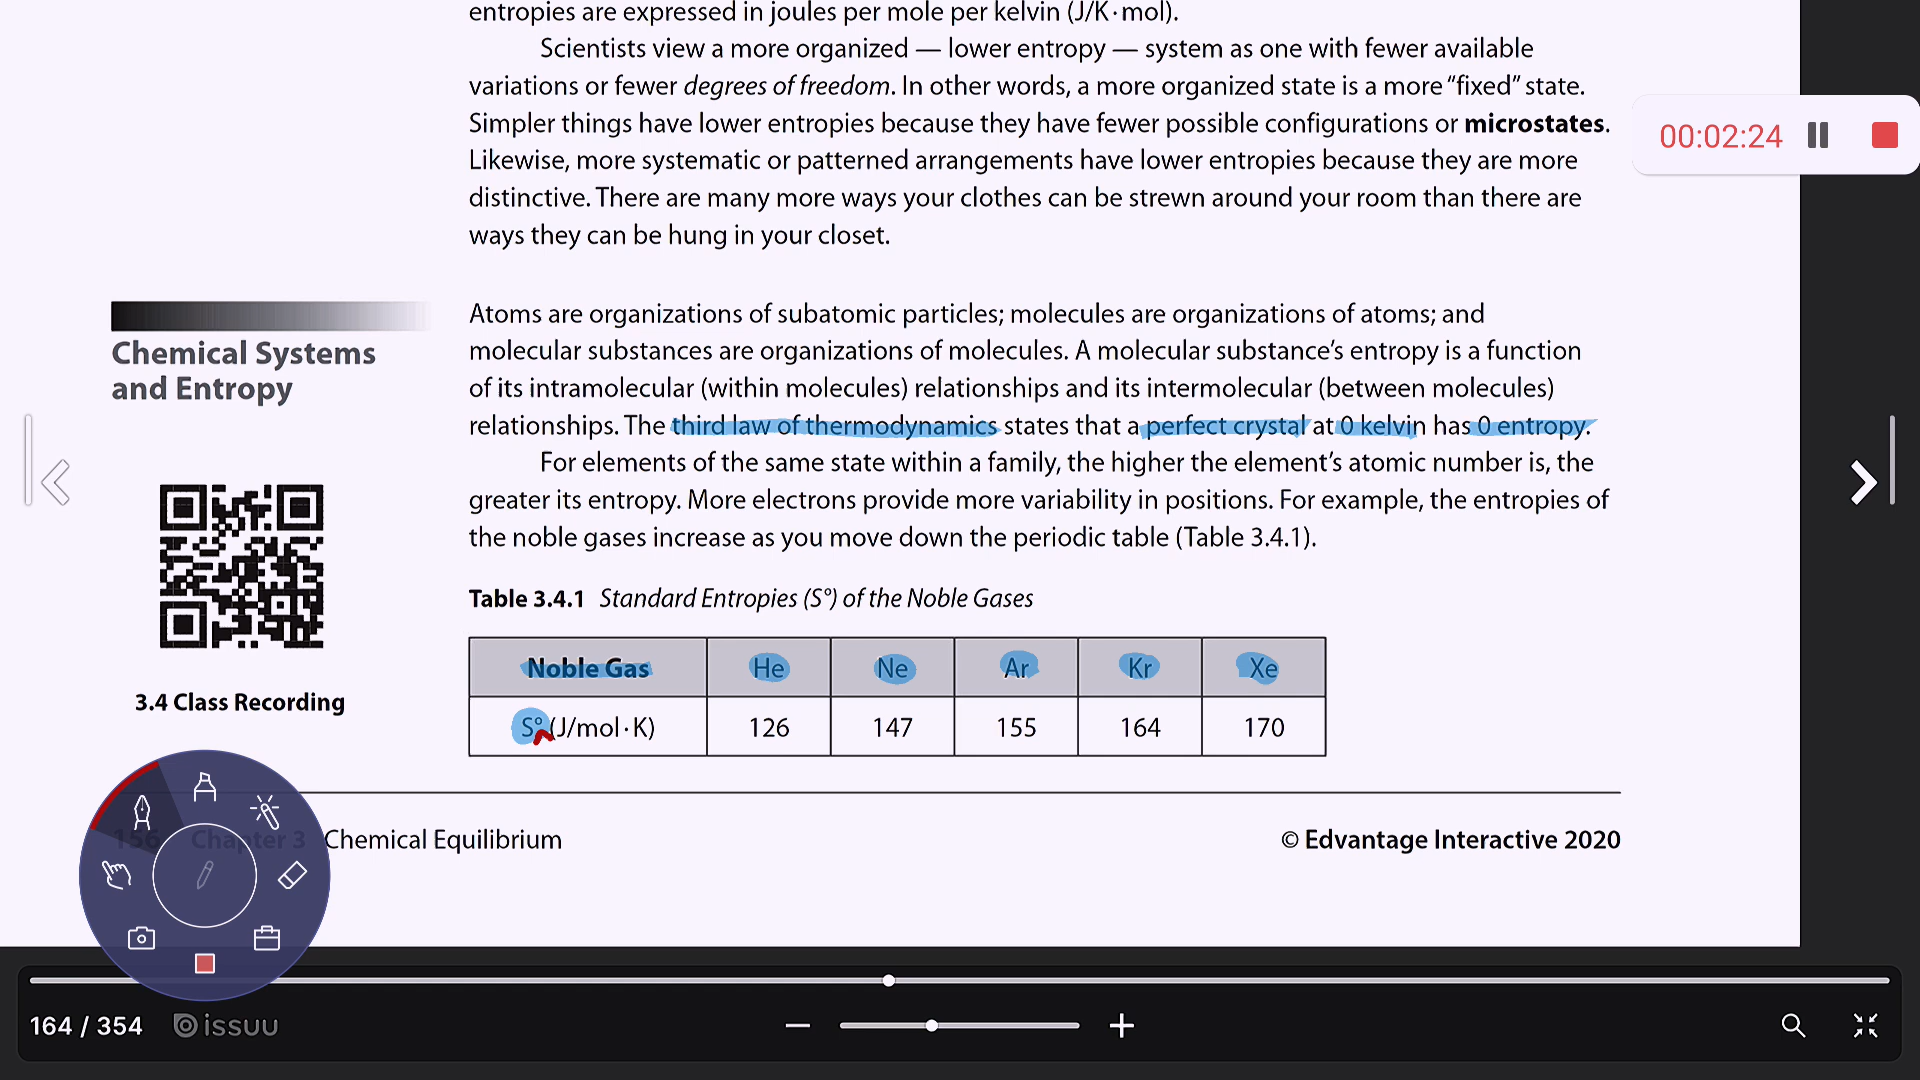 entropies are expressed in joules per mole per kelvin (J/K·mol).
Scientists view a more organized — lower entropy — system as one with fewer available
variations or fewer degrees of freedom. In other words, a more organized state is a more “fixed” state.
Simpler things have lower entropies because they have fewer possible configurations or microstates.
Likewise, more systematic or patterned arrangements have lower entropies because they are more
distinctive. There are many more ways your clothes can be strewn around your room than there are
ways they can be hung in your closet.
00:02:24
Chemical Systems
and Entropy
Atoms are organizations of subatomic particles; molecules are organizations of atoms; and
molecular substances are organizations of molecules. A molecular substance’s entropy is a function
of its intramolecular (within molecules) relationships and its intermolecular (between molecules)
relationships. The third law of thermodynamics states that a perfect crystal at 0 kelvin has 0 entropy.
For elements of the same state within a family, the higher the element’s atomic number is, the
greater its entropy. More electrons provide more variability in positions. For example, the entropies of
the noble gases increase as you move down the periodic table (Table 3.4.1).
3.4 Class Recording
Table 3.4.1 Standard Entropies (S°) of the Noble Gases
Noble Gas He Ne Ar Kr Xe
S° (J/mol·K) 126 147 155 164 170
156 Chapter 3 Chemical Equilibrium
© Edvantage Interactive 2020
164 / 354 issuu